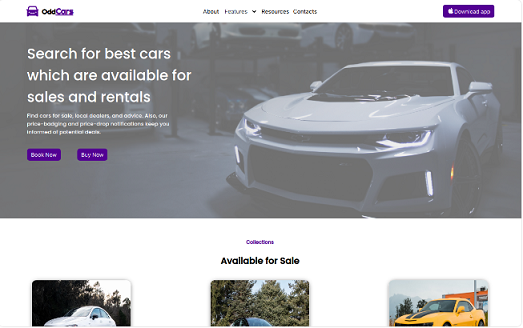 OddCars
About
Features
Resources
Contacts
Download app
Search for best cars
which are available for
sales and rentals
Find cars for sale, local dealers, and advice. Also, our
price-badging and price-drop notifications keep you
informed of potential deals.
Book Now
Buy Now
Collections
Available for Sale